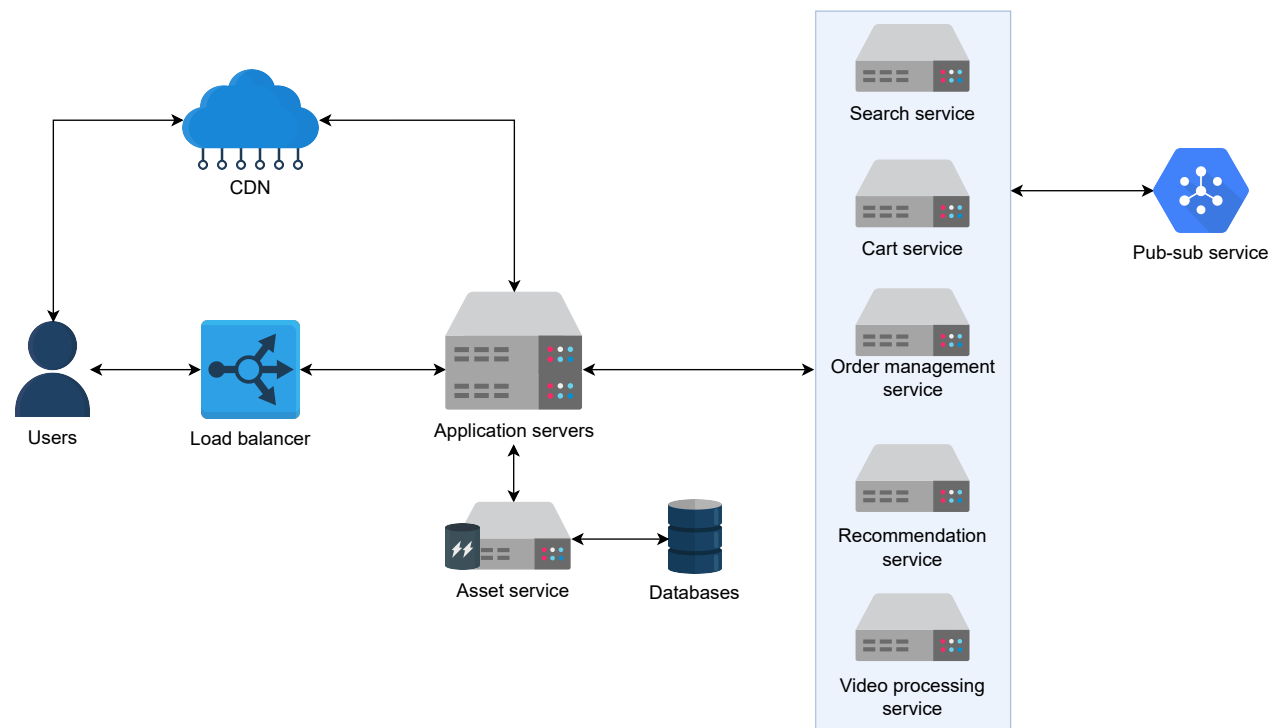 Search service
CDN
Cart service
Pub-sub service
Order management
service
Users
Load balancer
Application servers
Recommendation
service
Asset service
Databases
Video processing
service